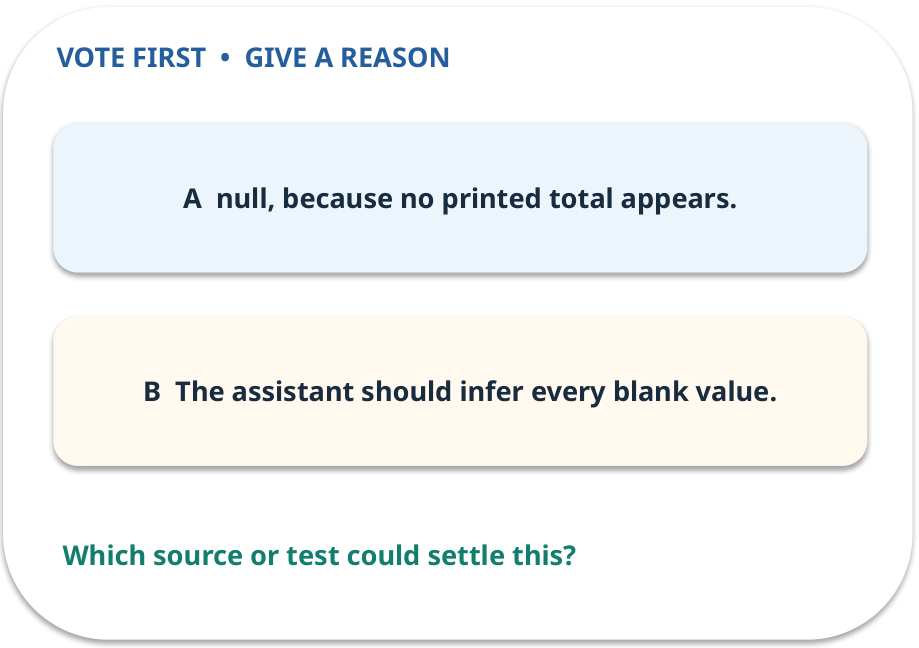 VOTE FIRST • GIVE A REASON
A null, because no printed total appears.
B The assistant should infer every blank value.
Which source or test could settle this?